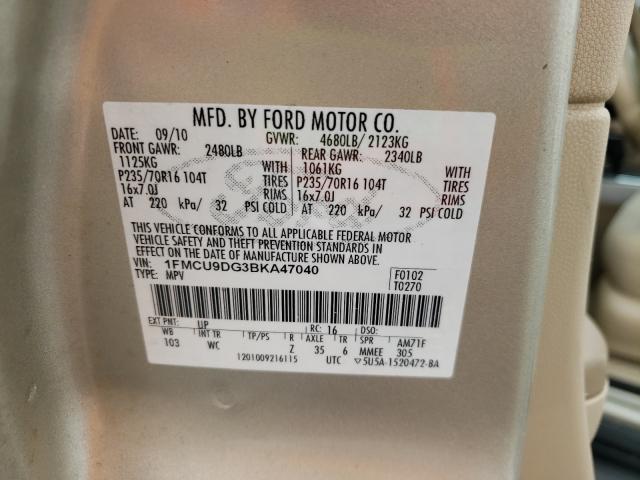 MFD. BY FORD MOTOR CO.
DATE: 09/10 GVWR: 4680LB/ 2123KG
FRONT GAWR: 2480LB REAR GAWR: 2340LB
1125KG WITH 1061KG WITH
P235/70R16 104T TIRES P235/70R16 104T TIRES
16x7.0J RIMS 16x7.0J RIMS
AT 220 kPa/ 32 PSI COLD AT 220 kPa/ 32 PSI COLD
THIS VEHICLE CONFORMS TO ALL APPLICABLE FEDERAL MOTOR
VEHICLE SAFETY AND THEFT PREVENTION STANDARDS IN
EFFECT ON THE DATE OF MANUFACTURE SHOWN ABOVE.
VIN: 1FMCU9DG3BKA47040 F0102
TYPE: MPV T0270
EXT PNT: UP RC: 16 DSO:
WB INT TR TP/PS R AXLE TR SPR AM71F
103 WC Z 35 6 MMEE 305
1201009216115 UTC ▽5U5A-1520472-BA